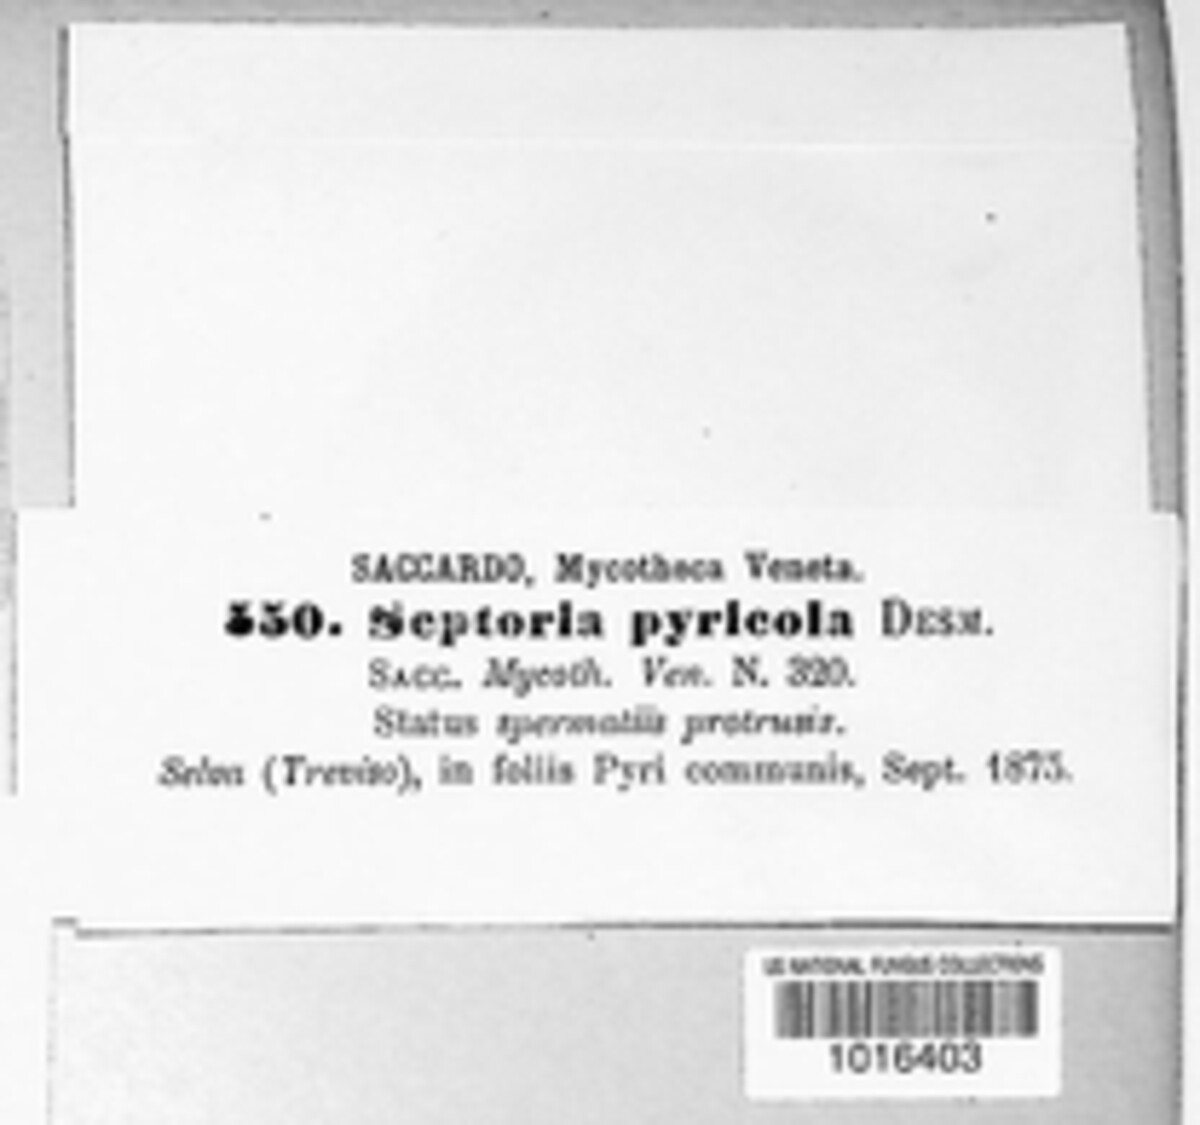 SACCARDO, Mycotheca Veneta.
550. Septoria pyricola DESM.
SACC. Mycoth. Ven. N. 320.
Status spermatiis protrusis.
Selva (Treviso), in foliis Pyri communis, Sept. 1875.
US NATIONAL FUNGUS COLLECTIONS
1016403